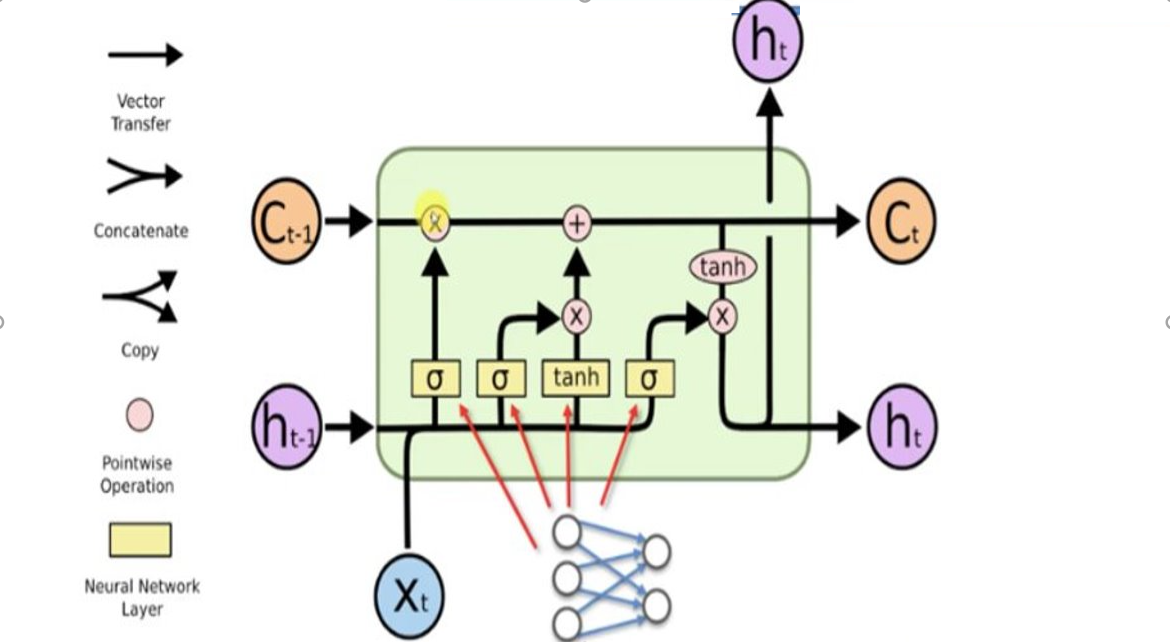 ht
Vector
Transfer
Concatenate
Copy
Pointwise
Operation
Neural Network
Layer
Ct-1
x
+
Ct
tanh
x
x
σ
σ
tanh
σ
ht-1
ht
Xt